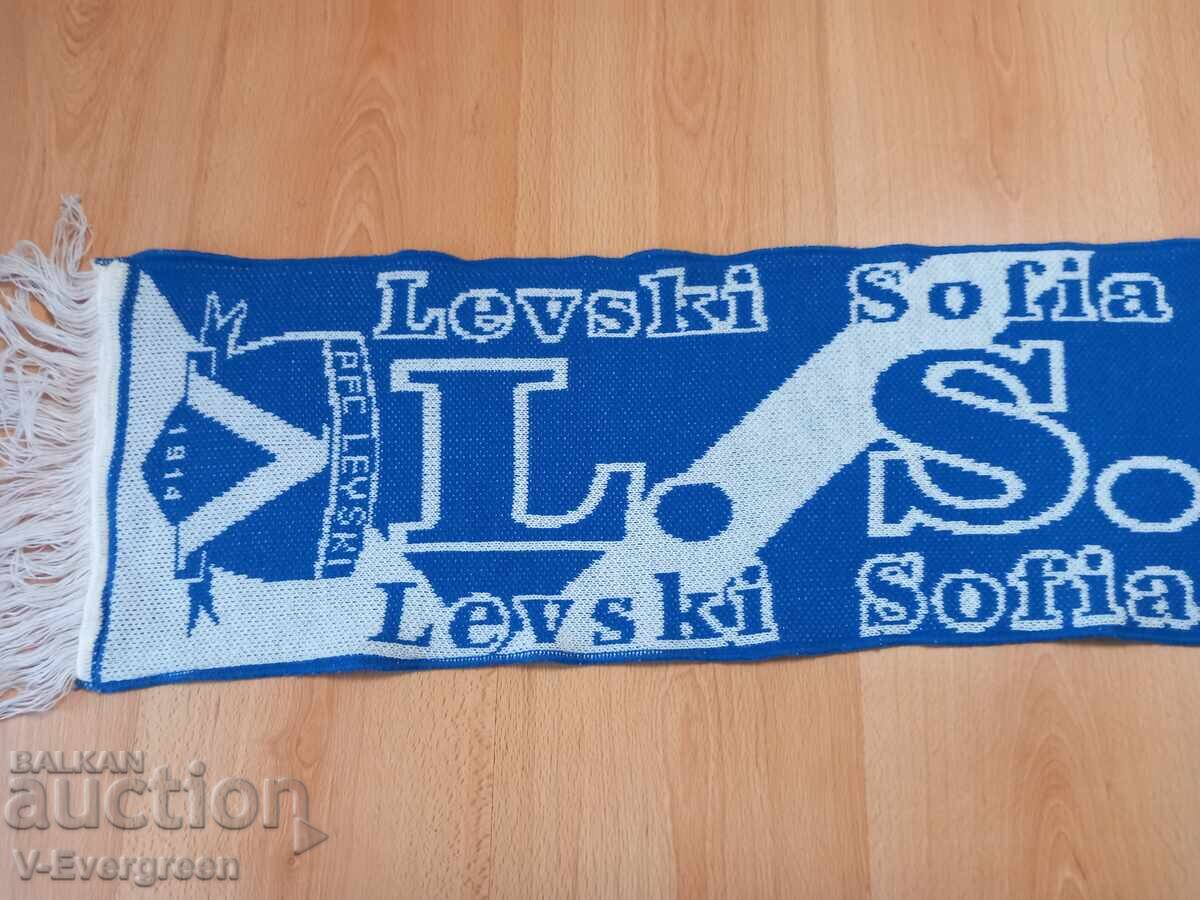 Levski Sofia
PFC LEVSKI
1914
L. S.
Levski Sofia
BALKAN
auction
V-Evergreen